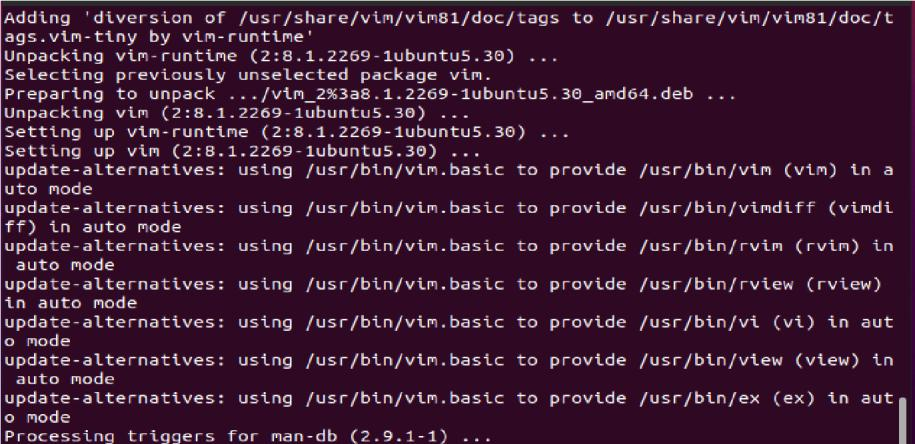 Adding 'diversion of /usr/share/vim/vim81/doc/tags to /usr/share/vim/vim81/doc/t
ags.vim-tiny by vim-runtime'
Unpacking vim-runtime (2:8.1.2269-1ubuntu5.30) ...
Selecting previously unselected package vim.
Preparing to unpack .../vim_2%3a8.1.2269-1ubuntu5.30_amd64.deb ...
Unpacking vim (2:8.1.2269-1ubuntu5.30) ...
Setting up vim-runtime (2:8.1.2269-1ubuntu5.30) ...
Setting up vim (2:8.1.2269-1ubuntu5.30) ...
update-alternatives: using /usr/bin/vim.basic to provide /usr/bin/vim (vim) in a
uto mode
update-alternatives: using /usr/bin/vim.basic to provide /usr/bin/vimdiff (vimdi
ff) in auto mode
update-alternatives: using /usr/bin/vim.basic to provide /usr/bin/rvim (rvim) in
 auto mode
update-alternatives: using /usr/bin/vim.basic to provide /usr/bin/rview (rview)
in auto mode
update-alternatives: using /usr/bin/vim.basic to provide /usr/bin/vi (vi) in aut
o mode
update-alternatives: using /usr/bin/vim.basic to provide /usr/bin/view (view) in
 auto mode
update-alternatives: using /usr/bin/vim.basic to provide /usr/bin/ex (ex) in aut
o mode
Processing triggers for man-db (2.9.1-1) ...